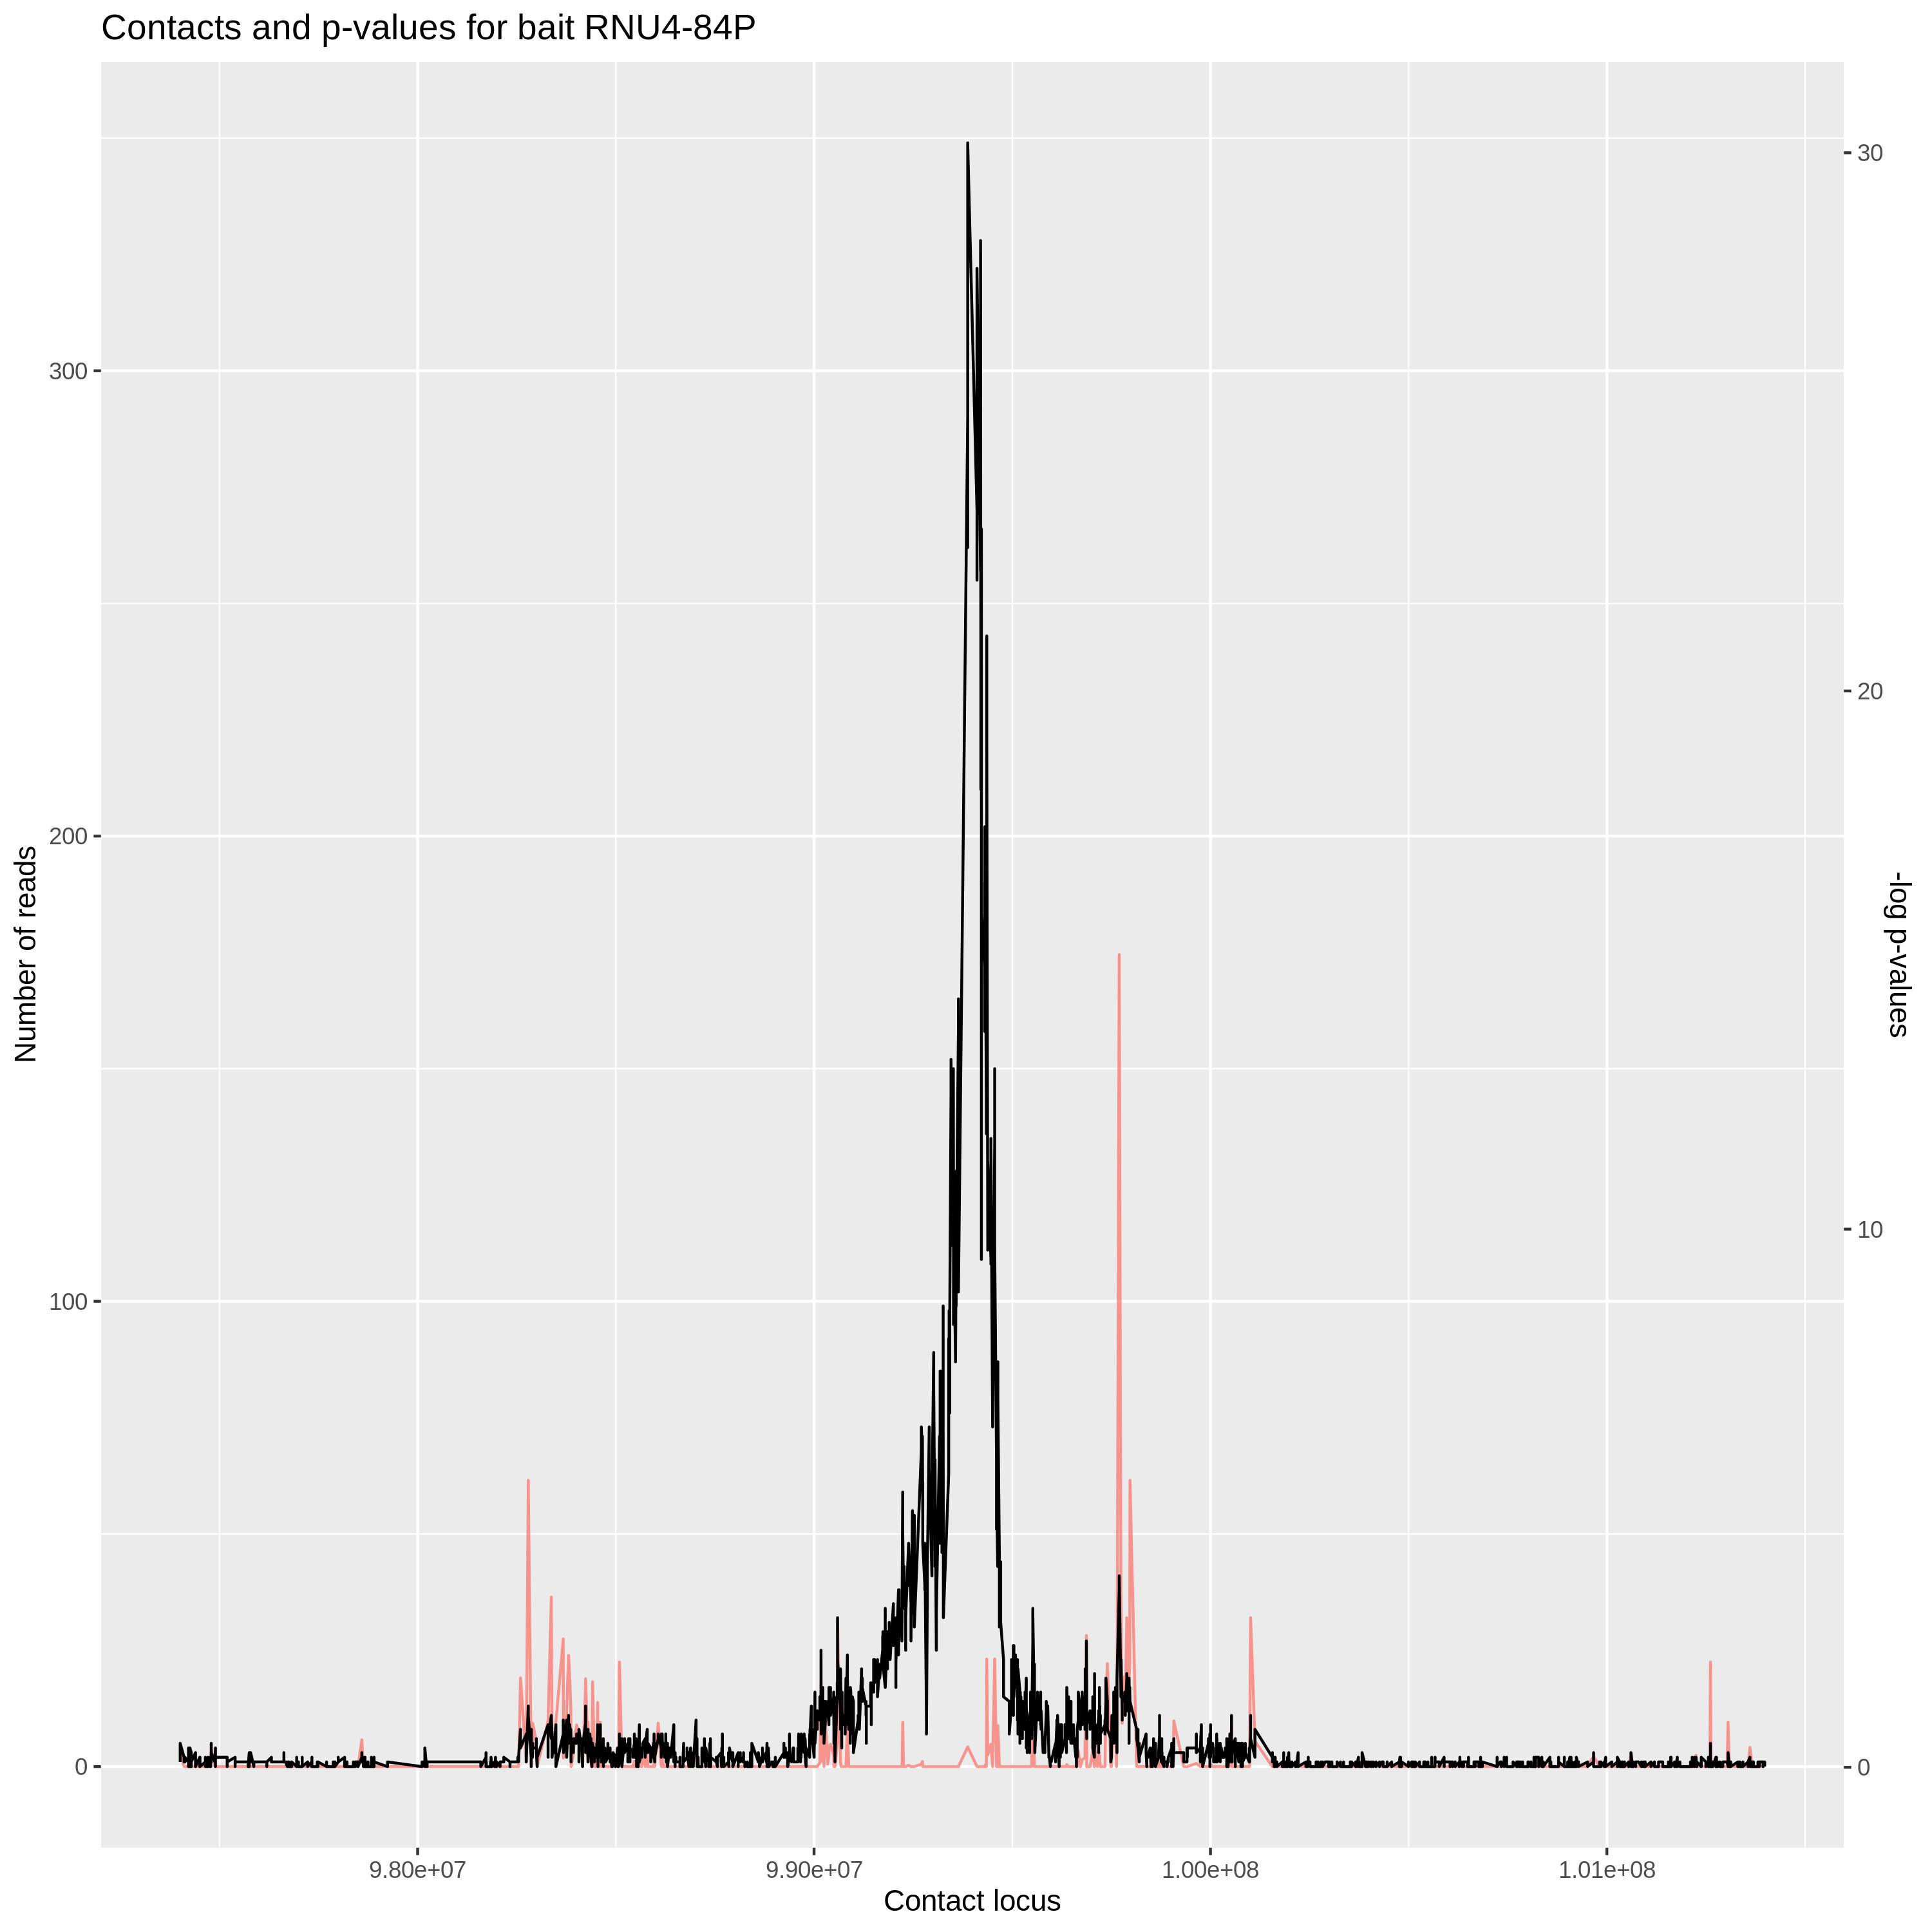 Contacts and p-values for bait RNU4-84P
300
200
100
0
Number of reads
30
20
10
0
-log p-values
9.80e+07
9.90e+07
1.00e+08
1.01e+08
Contact locus